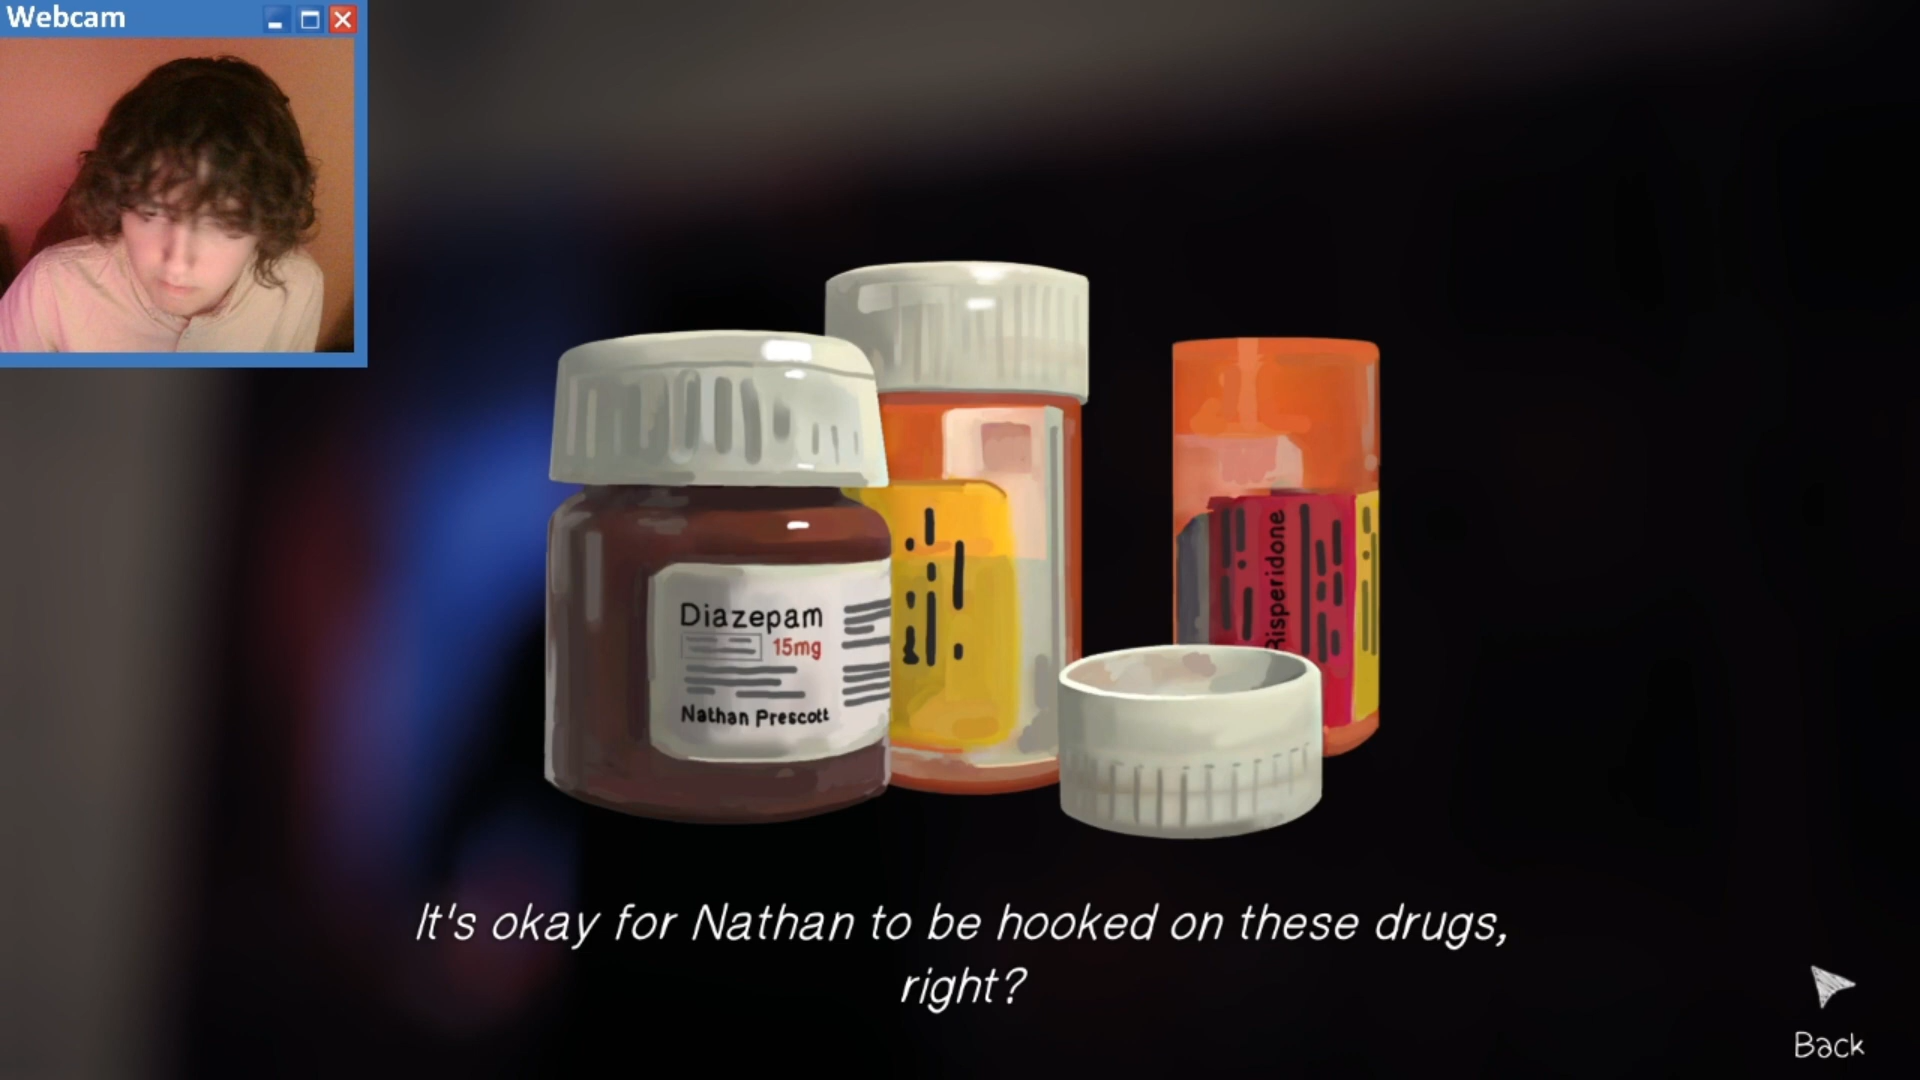 Webcam
Diazepam
15mg
Nathan Prescott
Risperidone
It's okay for Nathan to be hooked on these drugs,
right?
Back